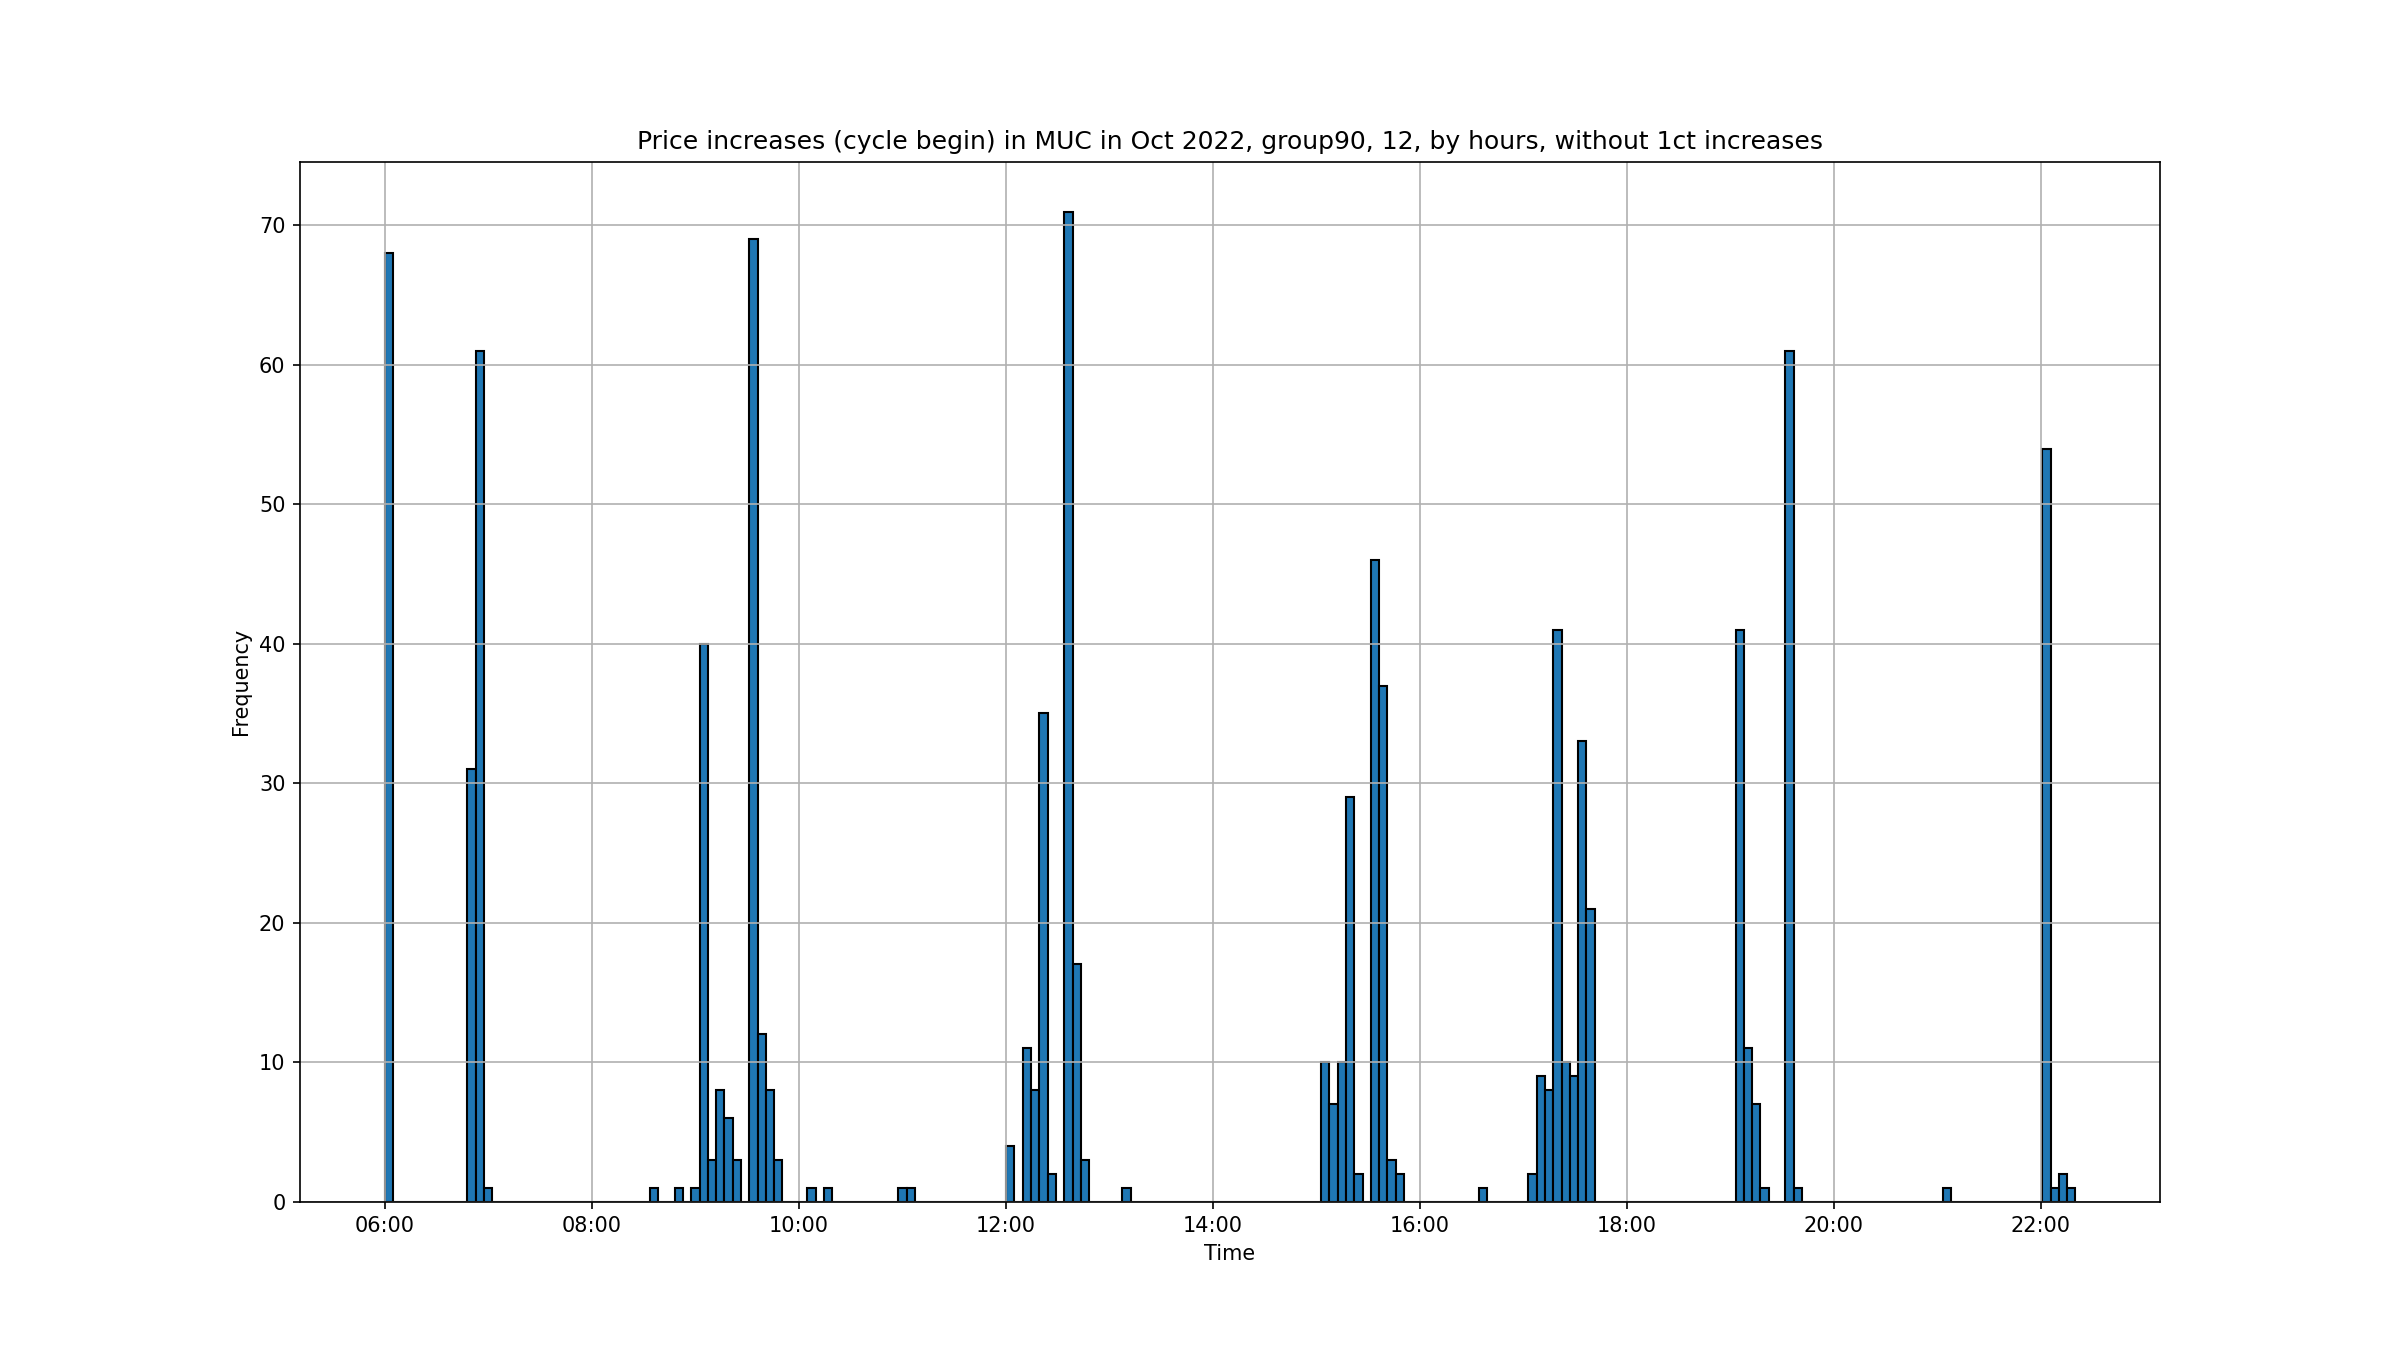 Price increases (cycle begin) in MUC in Oct 2022, group90, 12, by hours, without 1ct increases
70
60
50
40
30
20
10
0
Frequency
06:00 08:00 10:00 12:00 14:00 16:00 18:00 20:00 22:00
Time